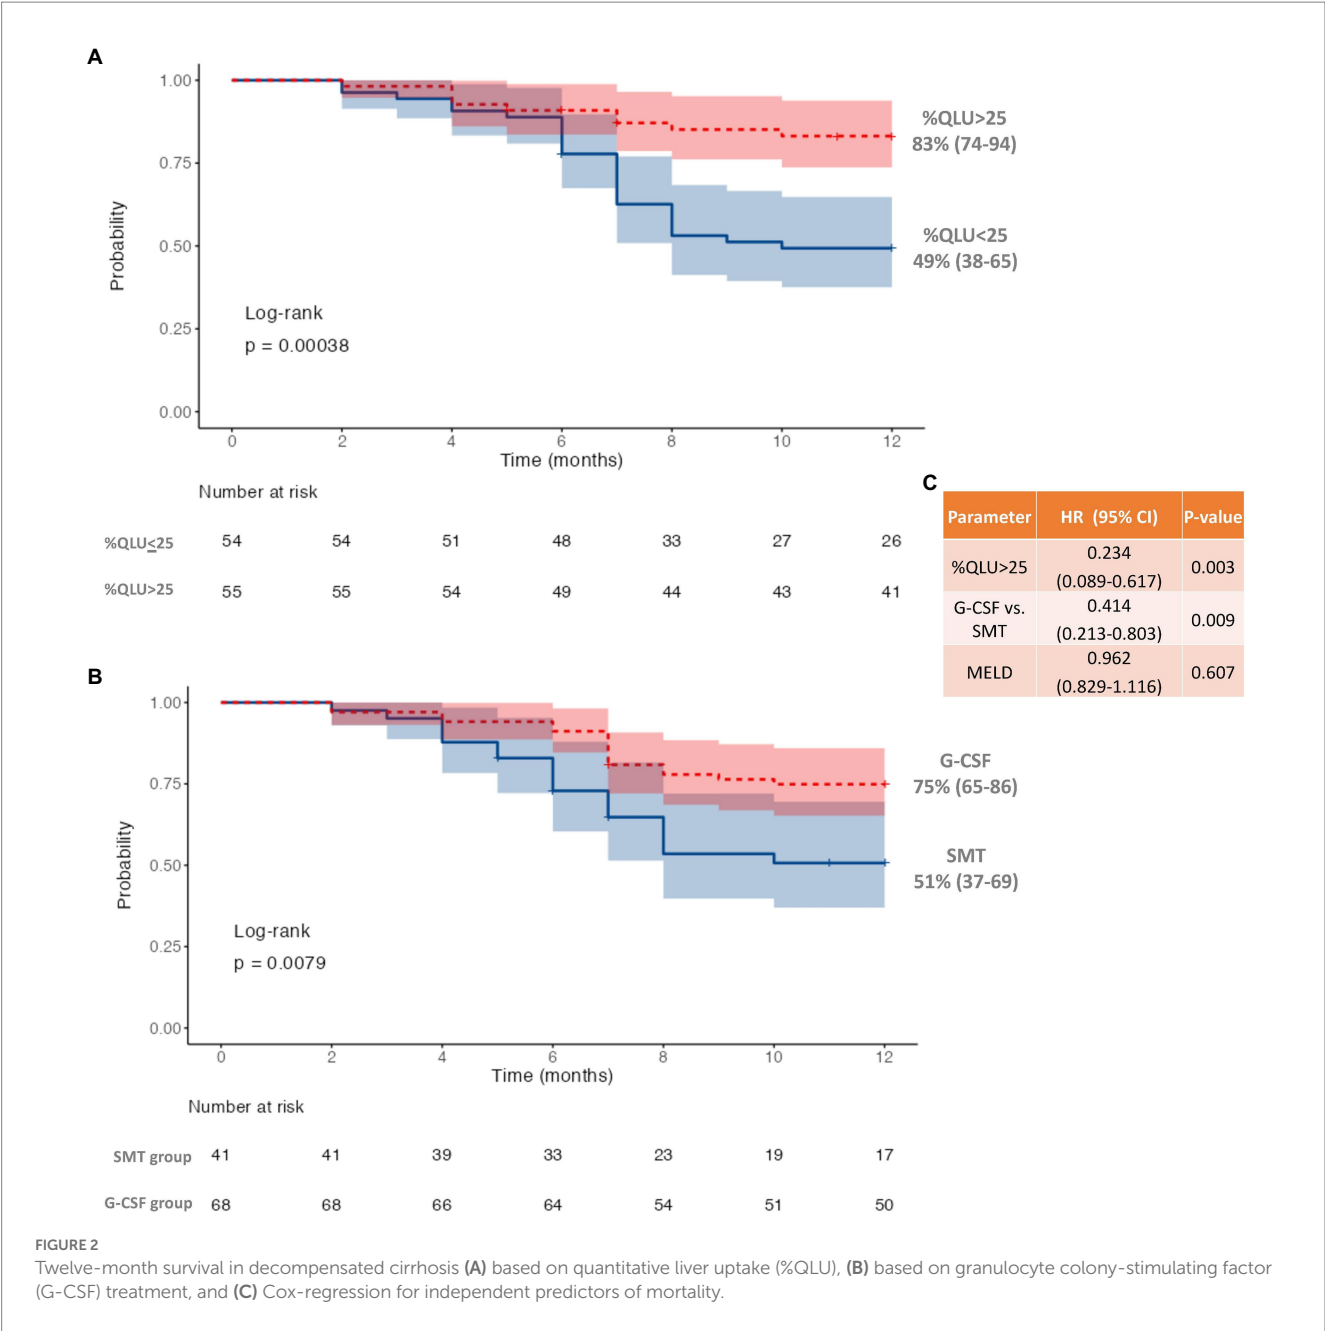 A
1.00
0.75
0.50
0.25
0.00
Probability
%QLU>25
83% (74-94)
%QLU<25
49% (38-65)
Log-rank
p = 0.00038
0 2 4 6 8 10 12
Time (months)
Number at risk
%QLU≤25 54 54 51 48 33 27 26
%QLU>25 55 55 54 49 44 43 41
C
Parameter HR (95% CI) P-value
%QLU>25 0.234 (0.089-0.617) 0.003
G-CSF vs. SMT 0.414 (0.213-0.803) 0.009
MELD 0.962 (0.829-1.116) 0.607
B
1.00
0.75
0.50
0.25
0.00
Probability
G-CSF
75% (65-86)
SMT
51% (37-69)
Log-rank
p = 0.0079
0 2 4 6 8 10 12
Time (months)
Number at risk
SMT group 41 41 39 33 23 19 17
G-CSF group 68 68 66 64 54 51 50
FIGURE 2
Twelve-month survival in decompensated cirrhosis (A) based on quantitative liver uptake (%QLU), (B) based on granulocyte colony-stimulating factor
(G-CSF) treatment, and (C) Cox-regression for independent predictors of mortality.